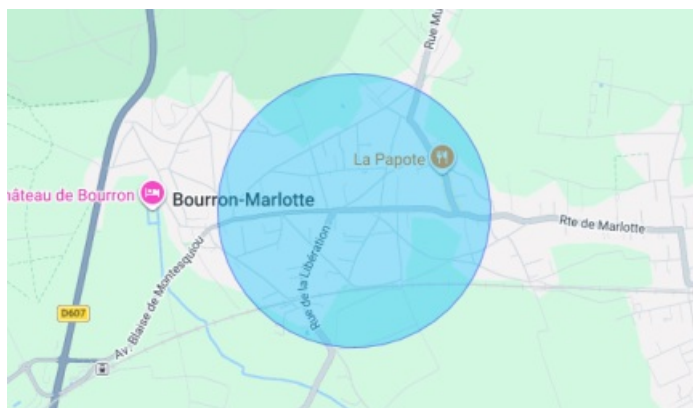 Rue Mu
La Papote
hâteau de Bourron
Bourron-Marlotte
Rte de Marlotte
Rue de la Libération
Av. Blaise de Montesquiou
D607